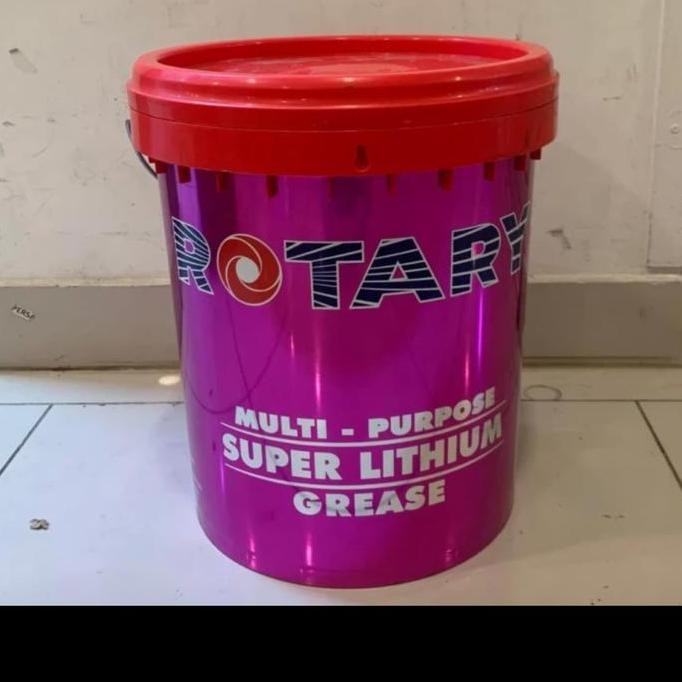 ROTARY
MULTI - PURPOSE
SUPER LITHIUM
GREASE